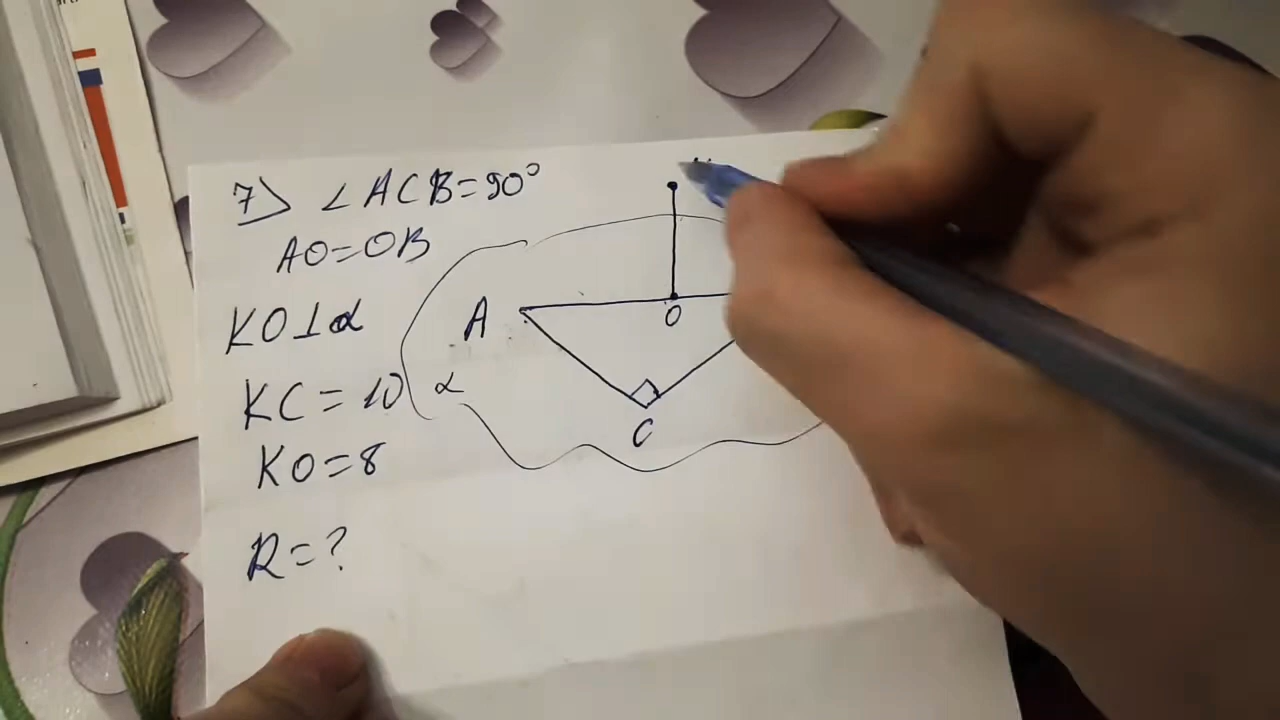 7) ∠ACB=90°
AO=OB
KO⊥α
KC=10
KO=8
R=?
A
O
α
C